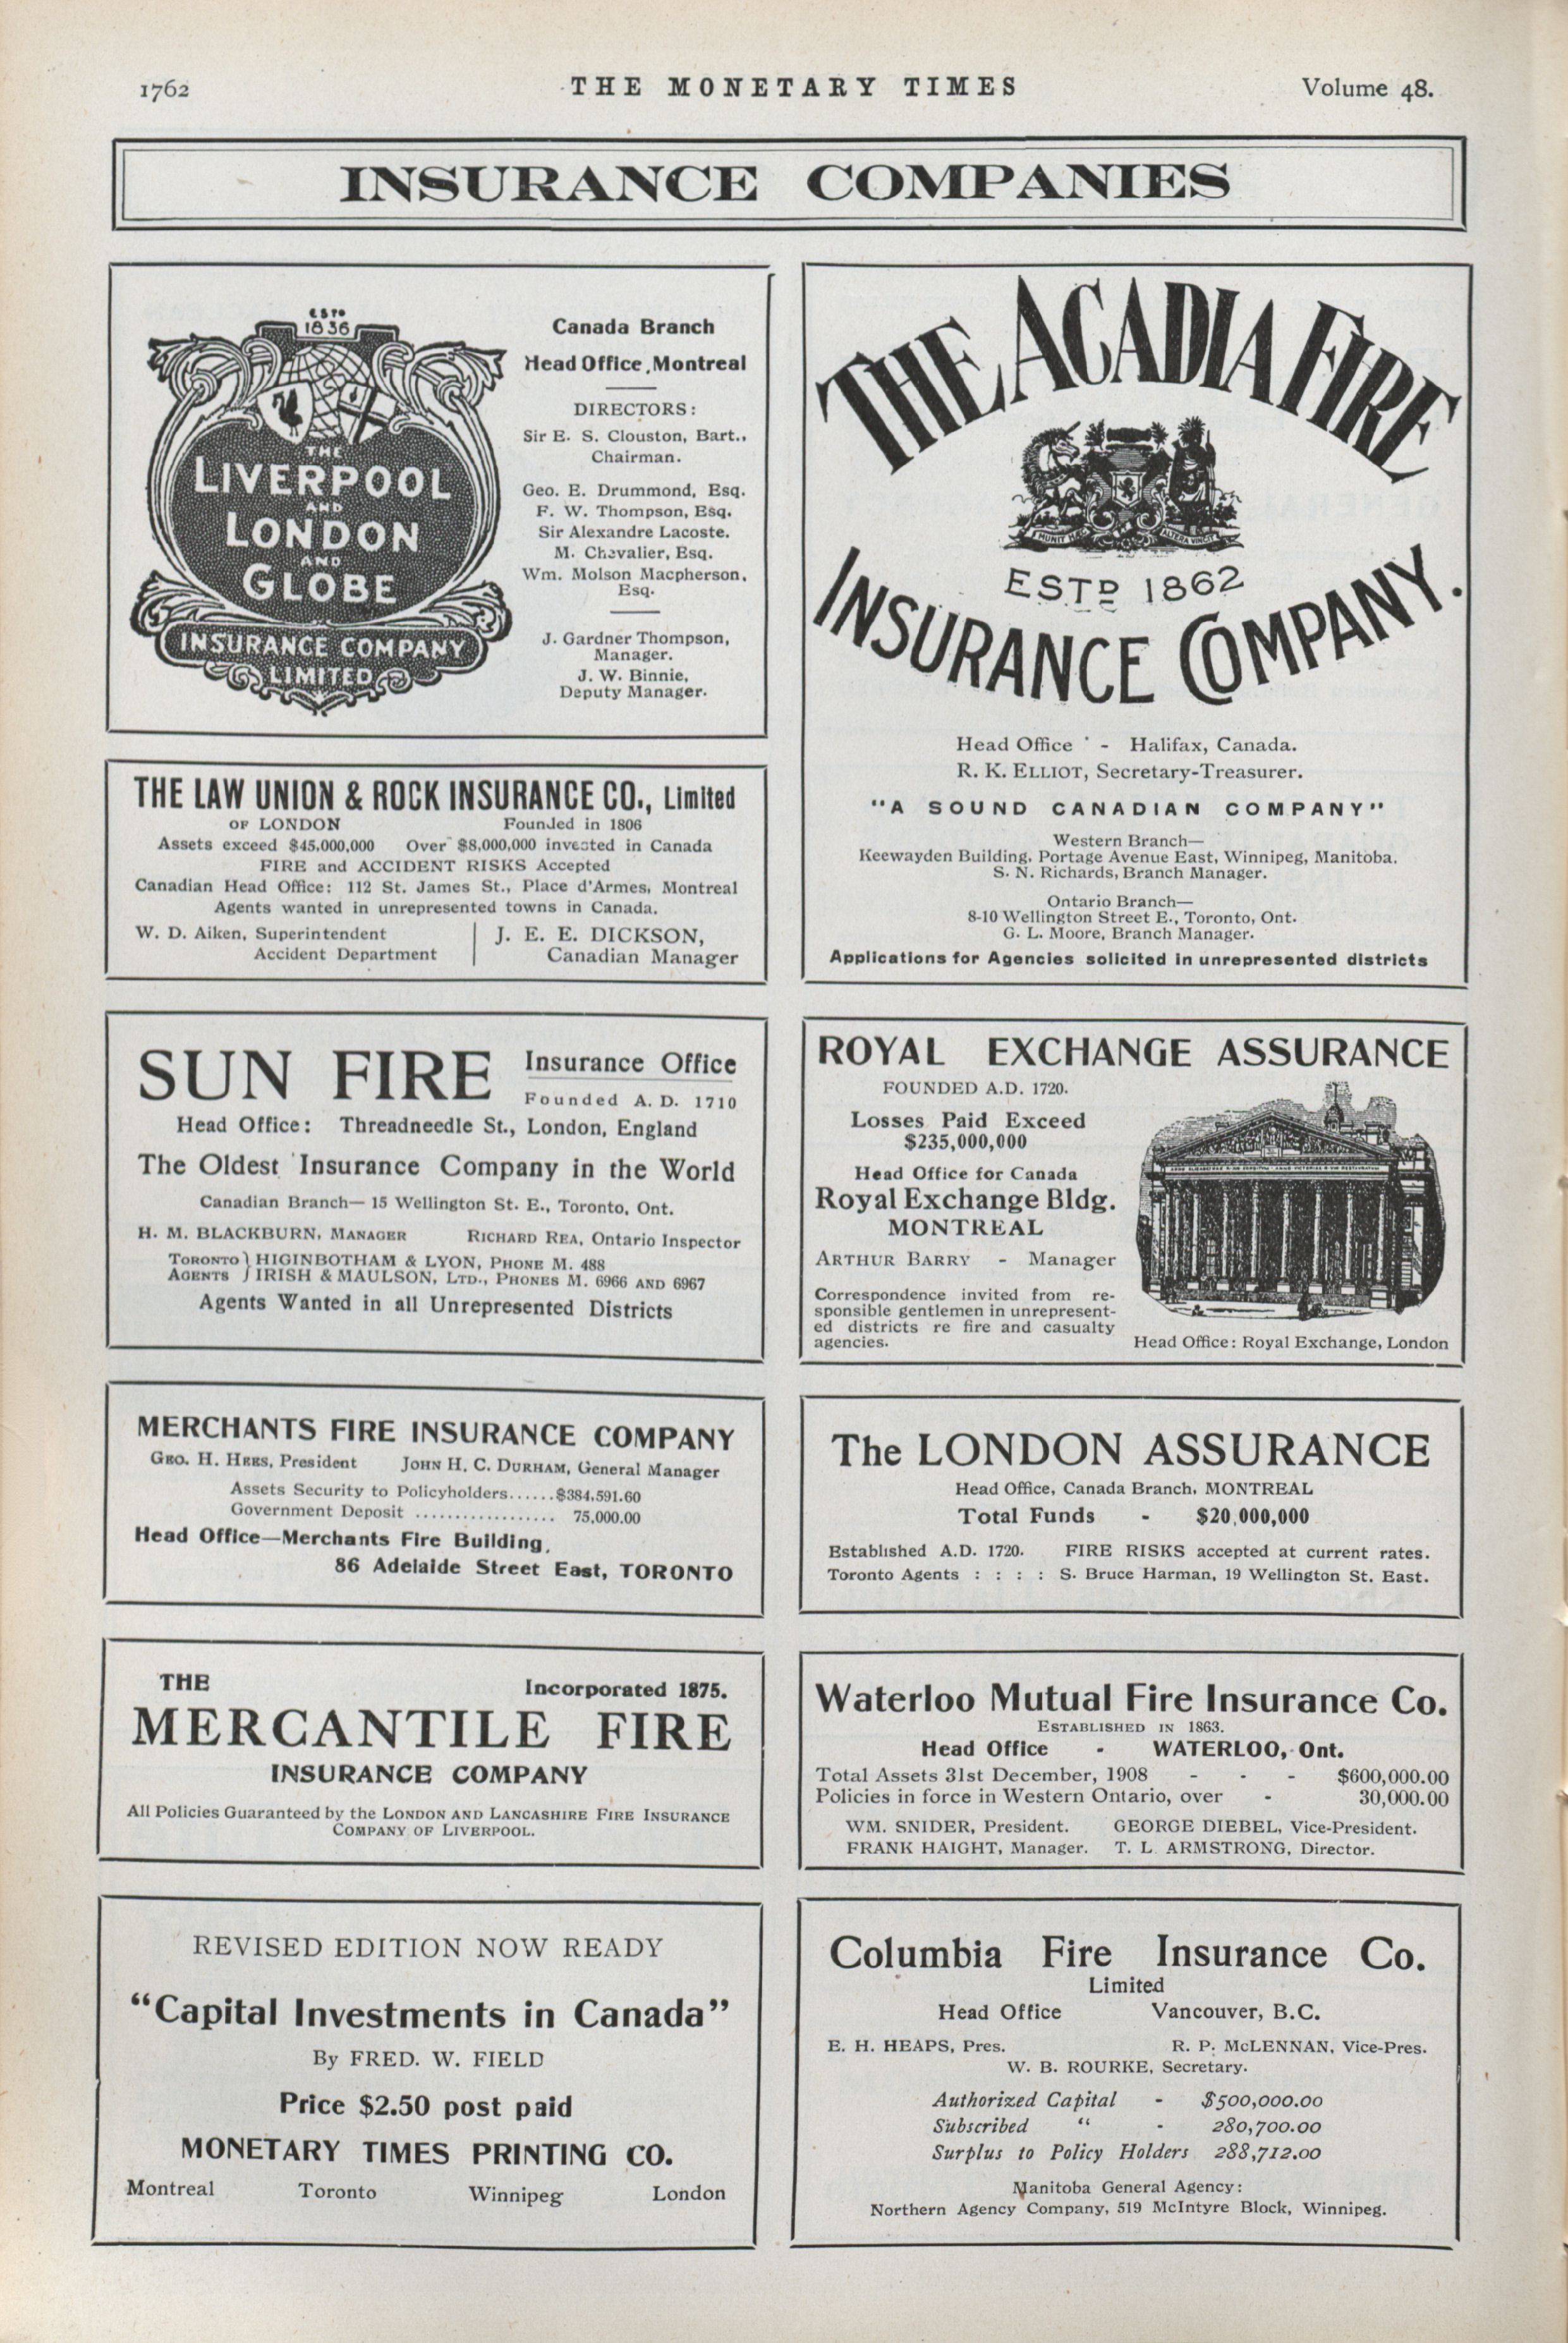 1762
THE MONETARY TIMES
Volume 48.
INSURANCE COMPANIES
ESTD
1836
THE
LIVERPOOL
AND
LONDON
AND
GLOBE
INSURANCE COMPANY
LIMITED
Canada Branch
Head Office, Montreal
DIRECTORS:
Sir E. S. Clouston, Bart.,
Chairman.
Geo. E. Drummond, Esq.
F. W. Thompson, Esq.
Sir Alexandre Lacoste.
M. Chevalier, Esq.
Wm. Molson Macpherson,
Esq.
J. Gardner Thompson,
Manager.
J. W. Binnie,
Deputy Manager.
THE LAW UNION & ROCK INSURANCE CO., Limited
OF LONDON Founded in 1806
Assets exceed $45,000,000 Over $8,000,000 invested in Canada
FIRE and ACCIDENT RISKS Accepted
Canadian Head Office: 112 St. James St., Place d'Armes, Montreal
Agents wanted in unrepresented towns in Canada.
W. D. Aiken, Superintendent
Accident Department
J. E. E. DICKSON,
Canadian Manager
SUN FIRE Insurance Office
Founded A. D. 1710
Head Office: Threadneedle St., London, England
The Oldest Insurance Company in the World
Canadian Branch— 15 Wellington St. E., Toronto, Ont.
H. M. BLACKBURN, MANAGER RICHARD REA, Ontario Inspector
TORONTO } HIGINBOTHAM & LYON, PHONE M. 488
AGENTS } IRISH & MAULSON, LTD., PHONES M. 6966 AND 6967
Agents Wanted in all Unrepresented Districts
MERCHANTS FIRE INSURANCE COMPANY
GEO. H. HEES, President JOHN H. C. DURHAM, General Manager
Assets Security to Policyholders......$384,591.60
Government Deposit .................. 75,000.00
Head Office—Merchants Fire Building,
86 Adelaide Street East, TORONTO
THE Incorporated 1875.
MERCANTILE FIRE
INSURANCE COMPANY
All Policies Guaranteed by the LONDON AND LANCASHIRE FIRE INSURANCE
COMPANY OF LIVERPOOL.
REVISED EDITION NOW READY
"Capital Investments in Canada"
By FRED. W. FIELD
Price $2.50 post paid
MONETARY TIMES PRINTING CO.
Montreal Toronto Winnipeg London
THE ACADIA FIRE
MUNIT HÆC ALTERA VINCIT
ESTD 1862
INSURANCE COMPANY.
Head Office - Halifax, Canada.
R. K. ELLIOT, Secretary-Treasurer.
"A SOUND CANADIAN COMPANY"
Western Branch—
Keewayden Building, Portage Avenue East, Winnipeg, Manitoba.
S. N. Richards, Branch Manager.
Ontario Branch—
8-10 Wellington Street E., Toronto, Ont.
G. L. Moore, Branch Manager.
Applications for Agencies solicited in unrepresented districts
ROYAL EXCHANGE ASSURANCE
FOUNDED A.D. 1720.
Losses Paid Exceed
$235,000,000
Head Office for Canada
Royal Exchange Bldg.
MONTREAL
ARTHUR BARRY - Manager
Correspondence invited from re-
sponsible gentlemen in unrepresent-
ed districts re fire and casualty
agencies.
Head Office: Royal Exchange, London
The LONDON ASSURANCE
Head Office, Canada Branch, MONTREAL
Total Funds - $20,000,000
Established A.D. 1720. FIRE RISKS accepted at current rates.
Toronto Agents : : : : S. Bruce Harman, 19 Wellington St. East.
Waterloo Mutual Fire Insurance Co.
ESTABLISHED IN 1863.
Head Office - WATERLOO, Ont.
Total Assets 31st December, 1908 - - - $600,000.00
Policies in force in Western Ontario, over - 30,000.00
WM. SNIDER, President. GEORGE DIEBEL, Vice-President.
FRANK HAIGHT, Manager. T. L. ARMSTRONG, Director.
Columbia Fire Insurance Co.
Limited
Head Office Vancouver, B.C.
E. H. HEAPS, Pres. R. P. McLENNAN, Vice-Pres.
W. B. ROURKE, Secretary.
Authorized Capital - $500,000.00
Subscribed " - 280,700.00
Surplus to Policy Holders 288,712.00
Manitoba General Agency:
Northern Agency Company, 519 McIntyre Block, Winnipeg.